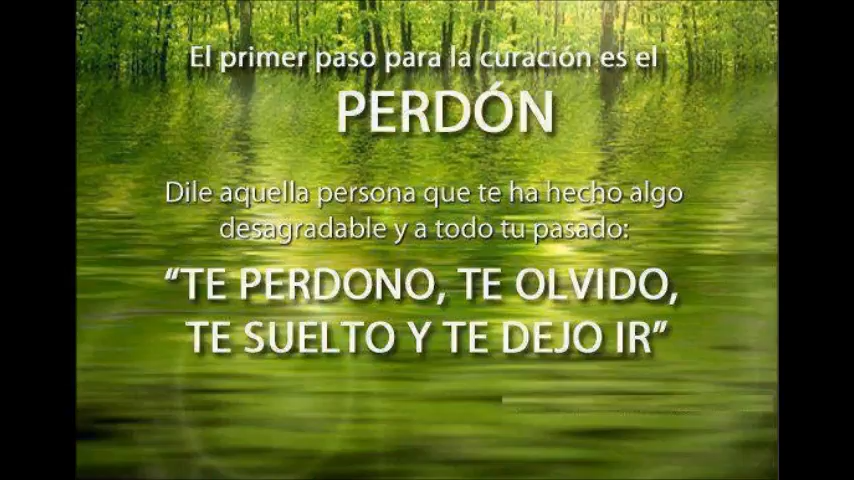 El primer paso para la curación es el
PERDÓN
Dile aquella persona que te ha hecho algo
desagradable y a todo tu pasado:
“TE PERDONO, TE OLVIDO,
TE SUELTO Y TE DEJO IR”